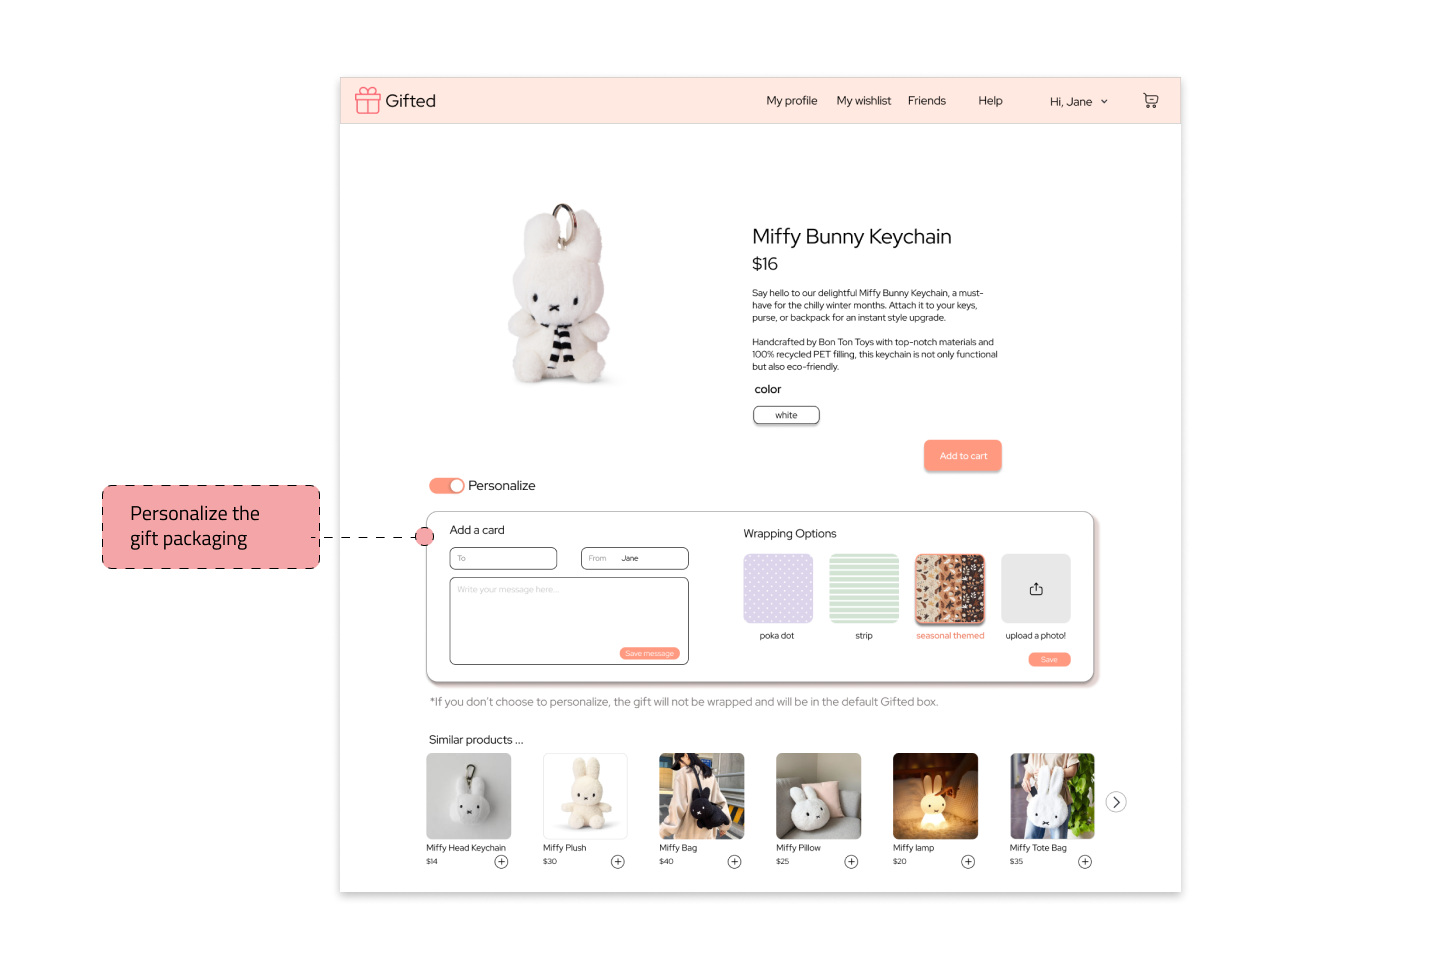 Gifted
My profile
My wishlist
Friends
Help
Hi, Jane
Miffy Bunny Keychain
$16
Say hello to our delightful Miffy Bunny Keychain, a must-
have for the chilly winter months. Attach it to your keys,
purse, or backpack for an instant style upgrade.
Handcrafted by Bon Ton Toys with top-notch materials and
100% recycled PET filling, this keychain is not only functional
but also eco-friendly.
color
white
Add to cart
Personalize
Personalize the
gift packaging
Add a card
To
From Jane
Write your message here...
Save message
Wrapping Options
poka dot
strip
seasonal themed
upload a photo!
Save
*If you don't choose to personalize, the gift will not be wrapped and will be in the default Gifted box.
Similar products ...
Miffy Head Keychain
$14
Miffy Plush
$30
Miffy Bag
$40
Miffy Pillow
$25
Miffy lamp
$20
Miffy Tote Bag
$35